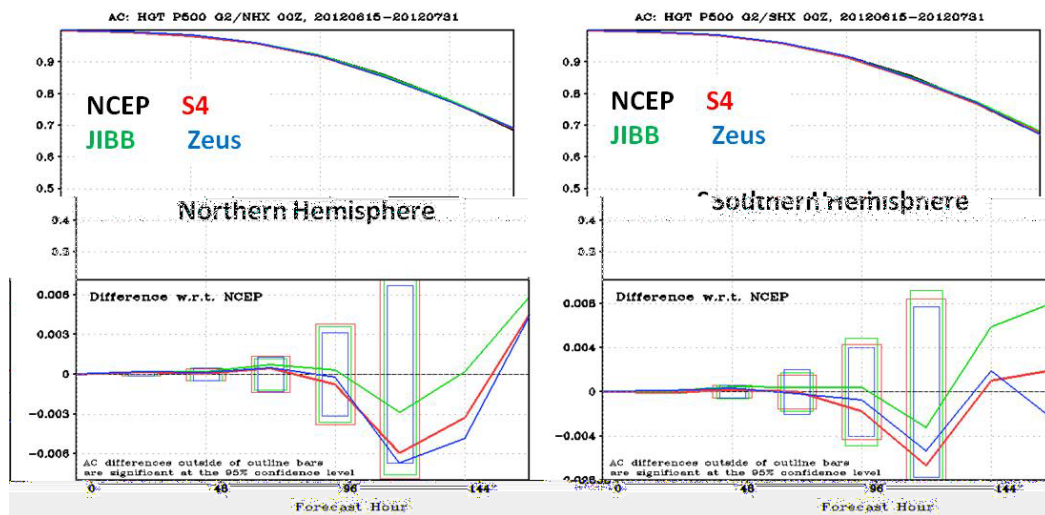 AC: HGT P500 G2/NHX 00Z, 20120615-20120731
0.9
0.8
0.7
0.6
0.5
NCEP S4
JIBB Zeus
Northern Hemisphere
0.4
Difference w.r.t. NCEP
0.006
0.003
0
-0.003
-0.006
AC differences outside of outline bars
are significant at the 95% confidence level
0
48
96
144
Forecast Hour
AC: HGT P500 G2/SHX 00Z, 20120615-20120731
0.9
0.8
0.7
0.6
0.5
NCEP S4
JIBB Zeus
Southern Hemisphere
0.4
Difference w.r.t. NCEP
0.004
0
-0.004
AC differences outside of outline bars
are significant at the 95% confidence level
0
48
96
144
Forecast Hour